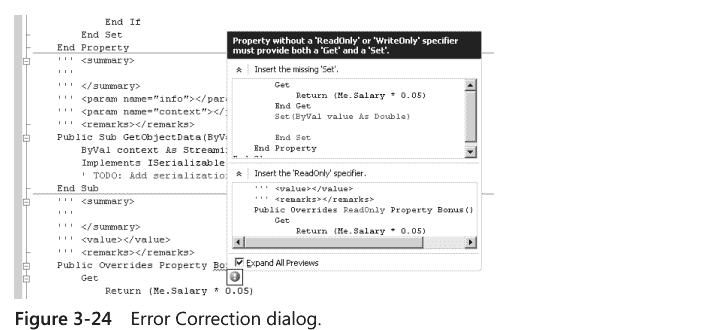 End If
End Set
End Property
''' <summary>
'''
''' </summary>
''' <param name="info"></para
''' <param name="context"></
''' <remarks></remarks>
Public Sub GetObjectData(ByV
ByVal context As Streami
Implements ISerializable
' TODO: Add serializatio
End Sub
''' <summary>
'''
''' </summary>
''' <value></value>
''' <remarks></remarks>
Public Overrides Property Bo
Get
Return (Me.Salary * 0.05)
Property without a 'ReadOnly' or 'WriteOnly' specifier
must provide both a 'Get' and a 'Set'.
Insert the missing 'Set'.
Get
Return (Me.Salary * 0.05)
End Get
Set(ByVal value As Double)
End Set
End Property
Insert the 'ReadOnly' specifier.
''' <value></value>
''' <remarks></remarks>
Public Overrides ReadOnly Property Bonus()
Get
Return (Me.Salary * 0.05)
Expand All Previews
Figure 3-24 Error Correction dialog.